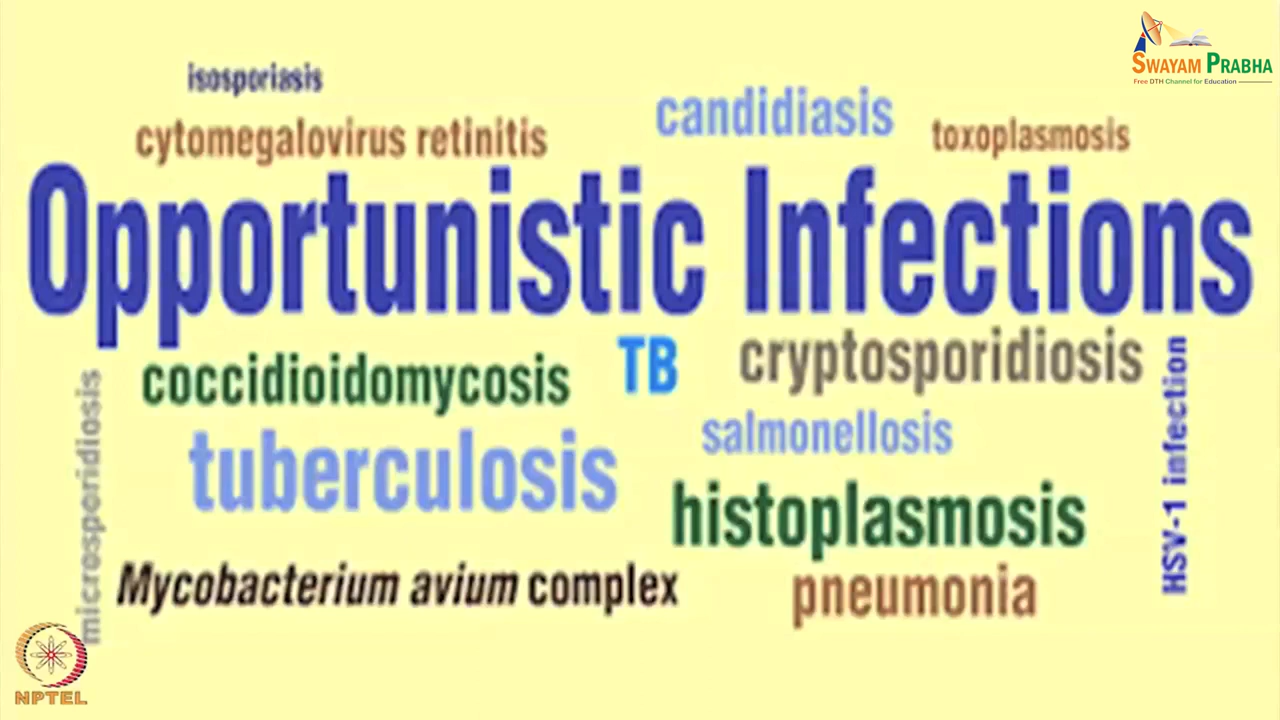 SWAYAM PRABHA
Free DTH Channel for Education
isosporiasis
candidiasis
cytomegalovirus retinitis
toxoplasmosis
Opportunistic Infections
TB
cryptosporidiosis
coccidioidomycosis
salmonellosis
tuberculosis
histoplasmosis
HSV-1 infection
microsporidiosis
Mycobacterium avium complex
pneumonia
NPTEL